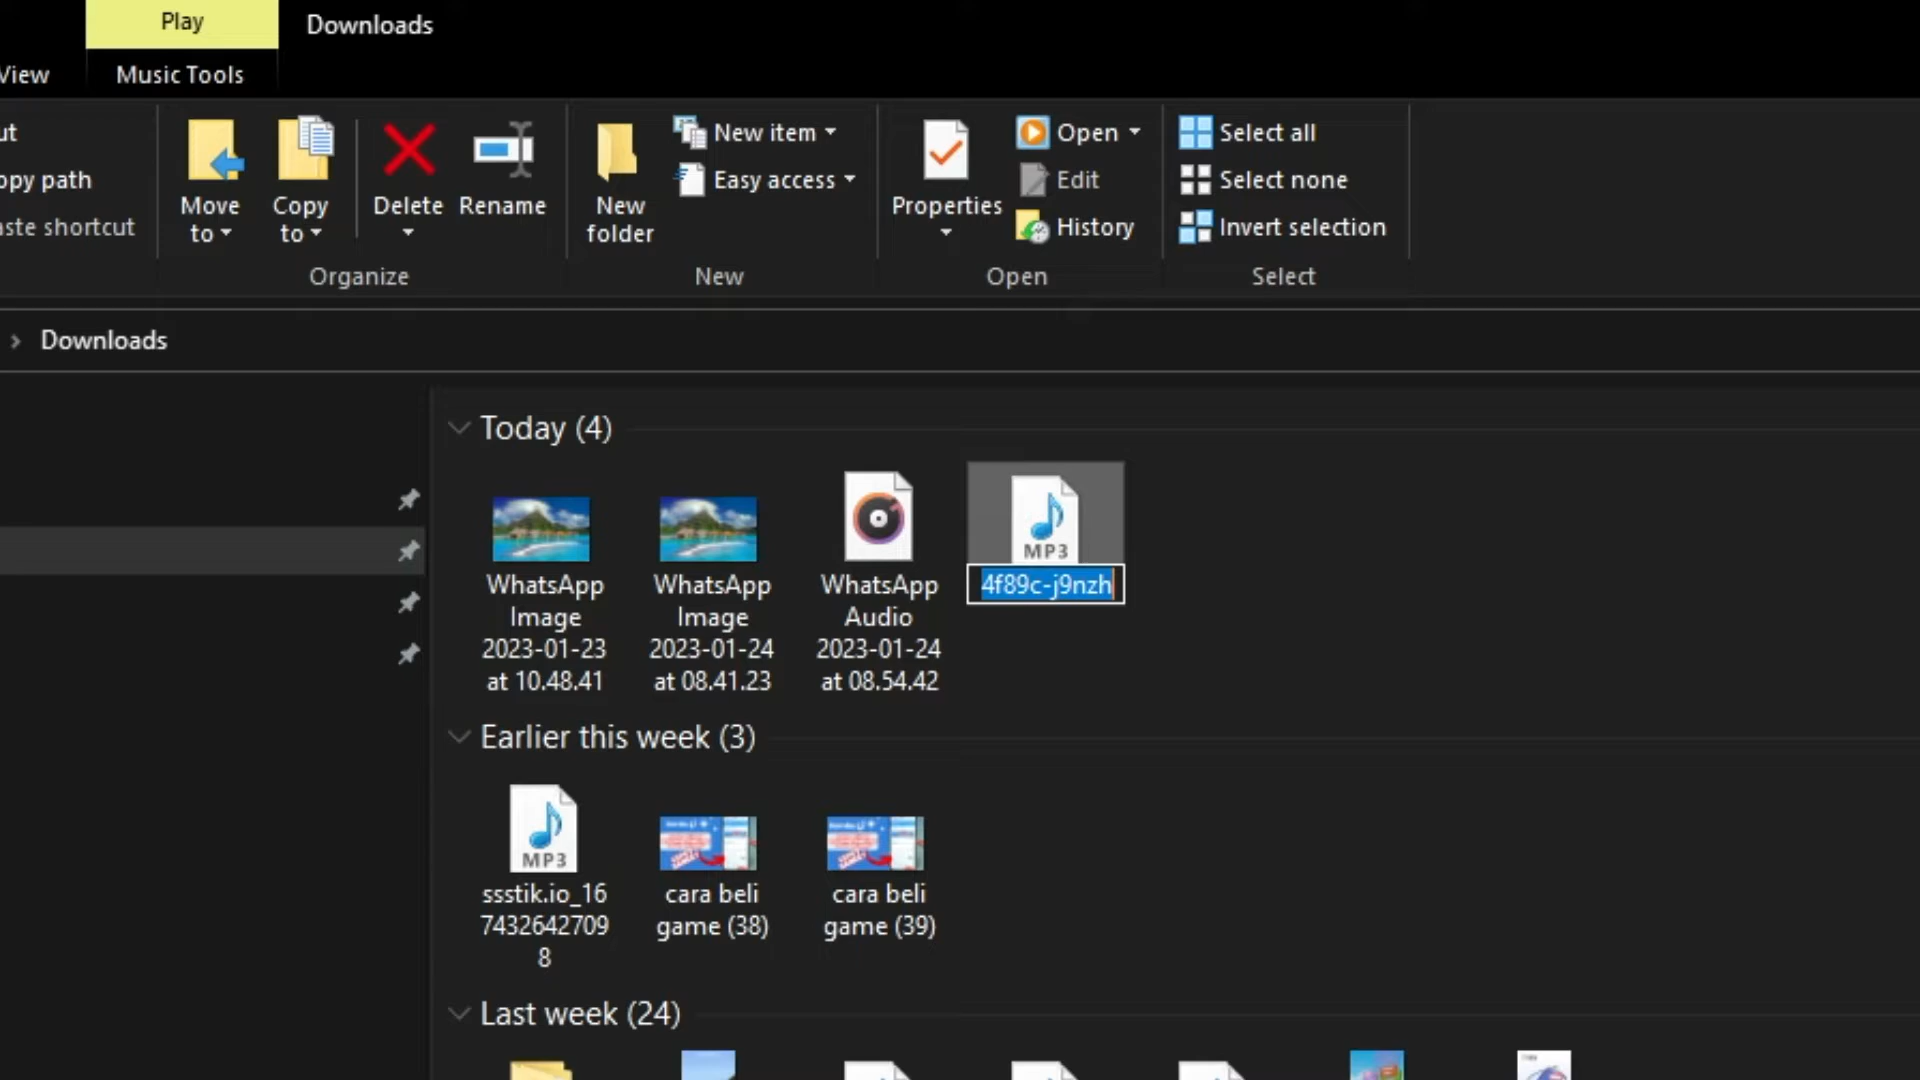 Play
Downloads
View
Music Tools
ut
opy path
aste shortcut
Move to
Copy to
Delete
Rename
Organize
New folder
New item
Easy access
New
Properties
Open
Edit
History
Open
Select all
Select none
Invert selection
Select
Downloads
Today (4)
WhatsApp
Image
2023-01-23
at 10.48.41
WhatsApp
Image
2023-01-24
at 08.41.23
WhatsApp
Audio
2023-01-24
at 08.54.42
MP3
4f89c-j9nzh
Earlier this week (3)
MP3
ssstik.io_16
7432642709
8
cara beli
game (38)
cara beli
game (39)
Last week (24)